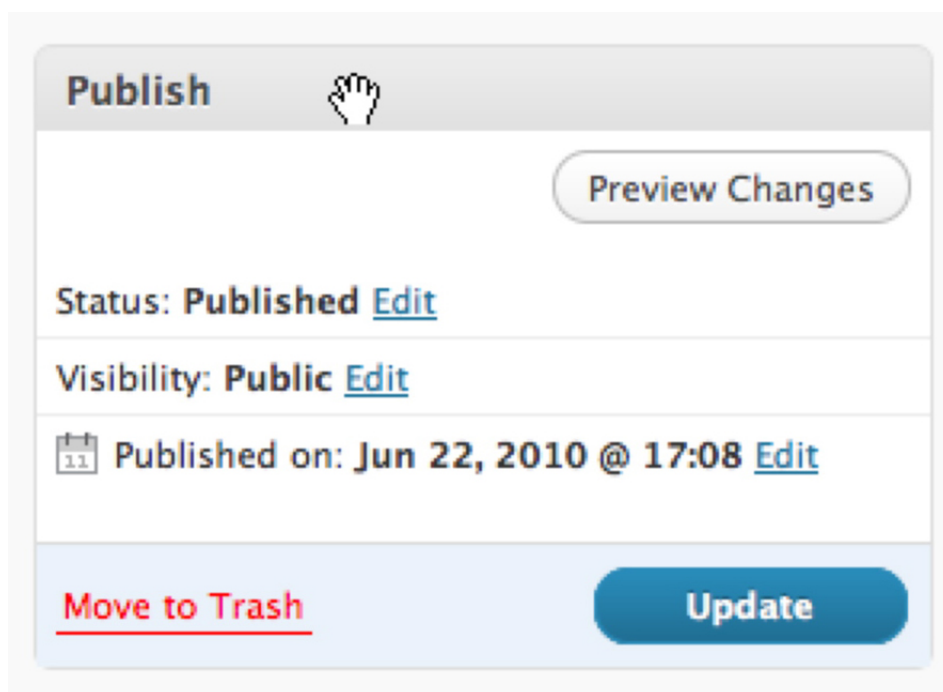 Publish
Preview Changes
Status: Published Edit
Visibility: Public Edit
11 Published on: Jun 22, 2010 @ 17:08 Edit
Move to Trash Update